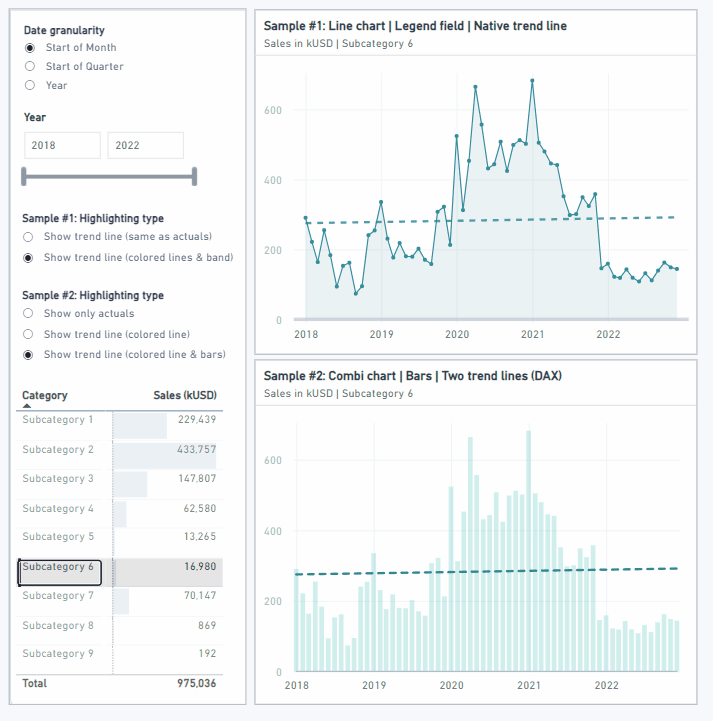 Date granularity
Start of Month
Start of Quarter
Year
Year
2018 2022
Sample #1: Highlighting type
Show trend line (same as actuals)
Show trend line (colored lines & band)
Sample #2: Highlighting type
Show only actuals
Show trend line (colored line)
Show trend line (colored line & bars)
Category Sales (kUSD)
Subcategory 1 229,439
Subcategory 2 433,757
Subcategory 3 147,807
Subcategory 4 62,580
Subcategory 5 13,265
Subcategory 6 16,980
Subcategory 7 70,147
Subcategory 8 869
Subcategory 9 192
Total 975,036
Sample #1: Line chart | Legend field | Native trend line
Sales in kUSD | Subcategory 6
600
400
200
0
2018 2019 2020 2021 2022
Sample #2: Combi chart | Bars | Two trend lines (DAX)
Sales in kUSD | Subcategory 6
600
400
200
0
2018 2019 2020 2021 2022